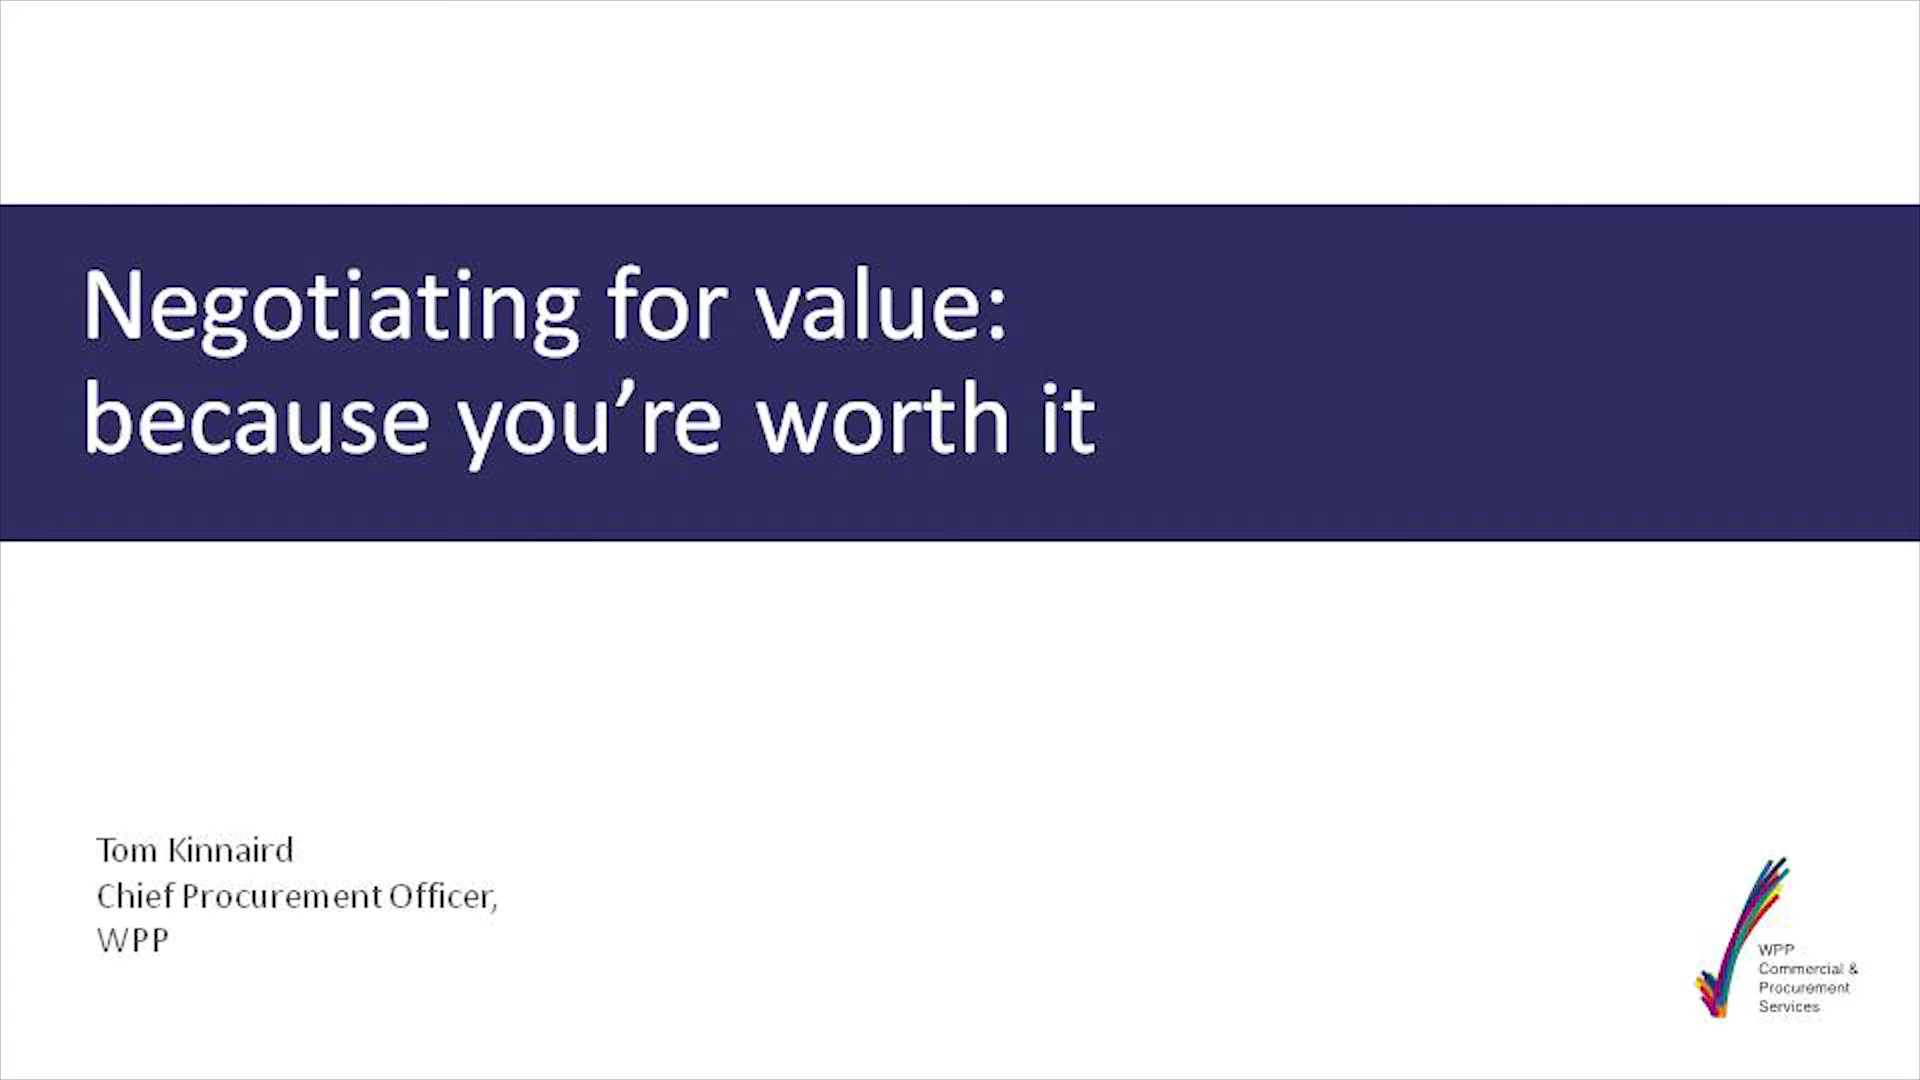 Negotiating for value:
because you’re worth it
Tom Kinnaird
Chief Procurement Officer,
WPP
WPP
Commercial &
Procurement
Services